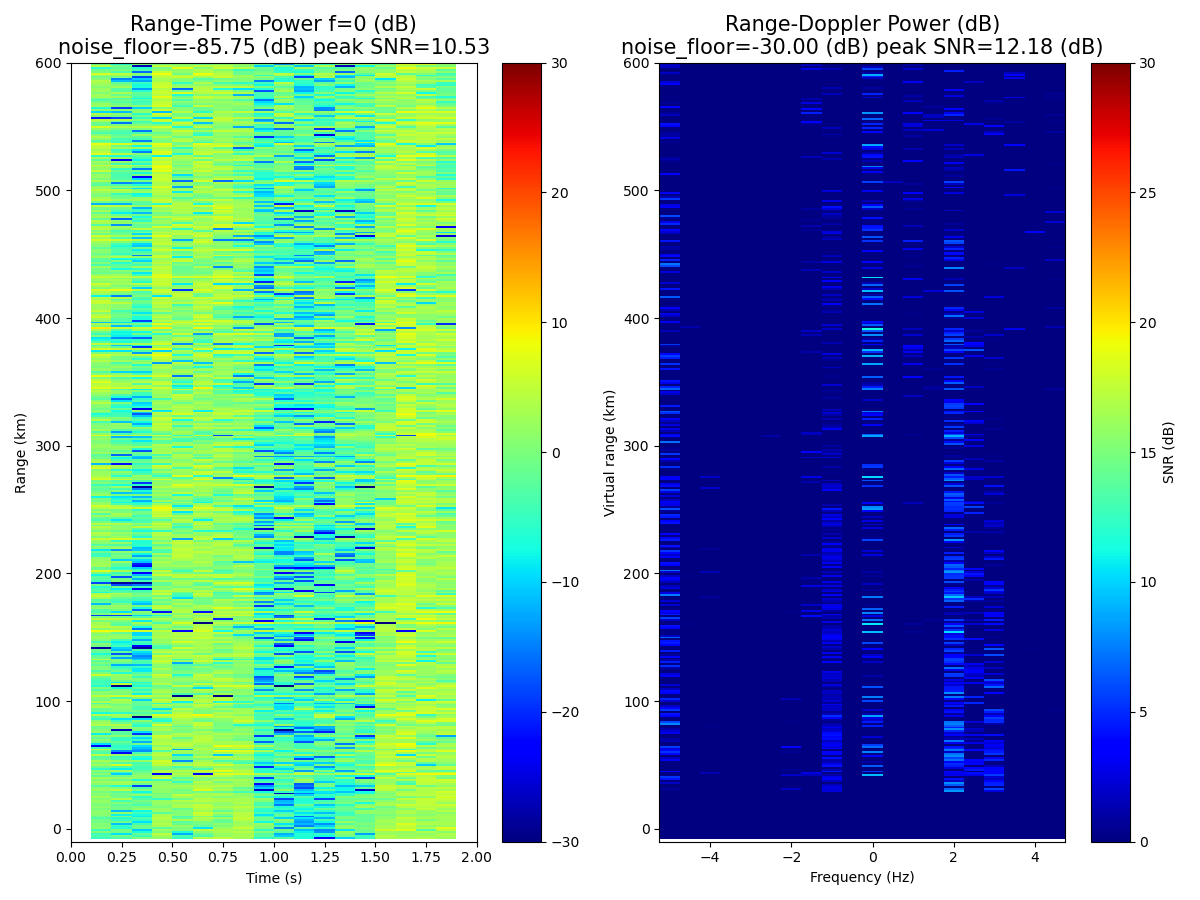 Range-Time Power f=0 (dB)
noise_floor=-85.75 (dB) peak SNR=10.53
600
500
400
300
200
100
0
Range (km)
0.00 0.25 0.50 0.75 1.00 1.25 1.50 1.75 2.00
Time (s)
30
20
10
0
−10
−20
−30
Range-Doppler Power (dB)
noise_floor=-30.00 (dB) peak SNR=12.18 (dB)
600
500
400
300
200
100
0
Virtual range (km)
−4 −2 0 2 4
Frequency (Hz)
30
25
20
15
10
5
0
SNR (dB)